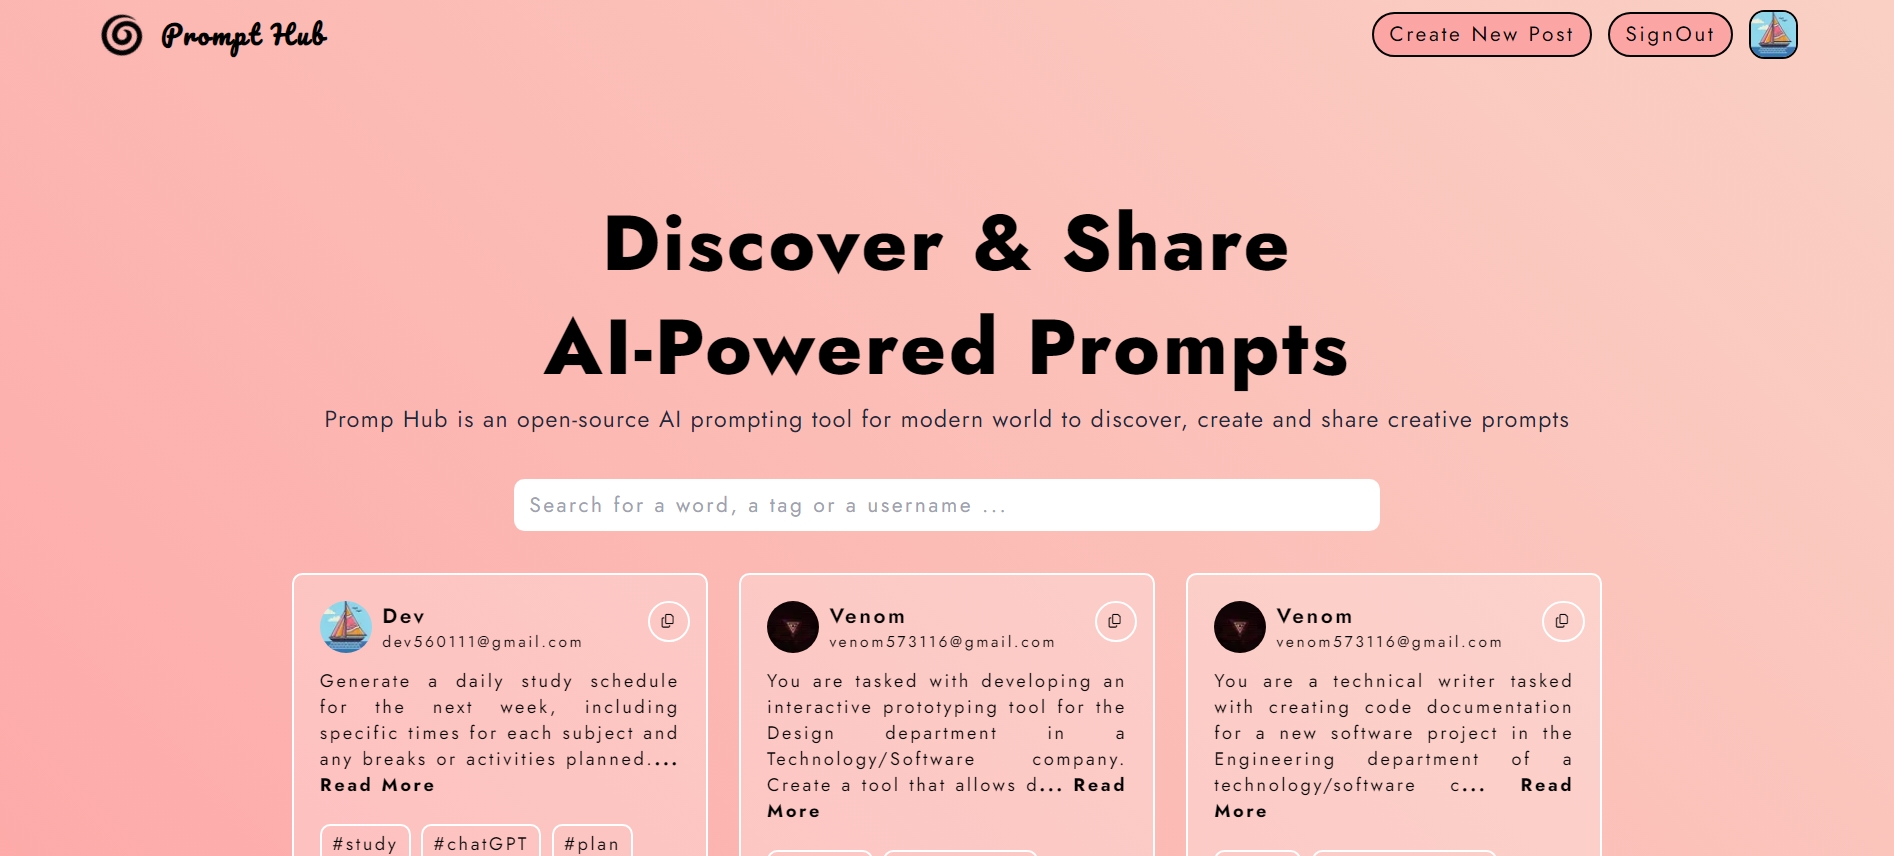 Prompt Hub
Create New Post
SignOut
Discover & Share
AI-Powered Prompts
Promp Hub is an open-source AI prompting tool for modern world to discover, create and share creative prompts
Search for a word, a tag or a username ...
Dev
dev560111@gmail.com
Generate a daily study schedule
for the next week, including
specific times for each subject and
any breaks or activities planned....
Read More
#study #chatGPT #plan
Venom
venom573116@gmail.com
You are tasked with developing an
interactive prototyping tool for the
Design department in a
Technology/Software company.
Create a tool that allows d... Read
More
Venom
venom573116@gmail.com
You are a technical writer tasked
with creating code documentation
for a new software project in the
Engineering department of a
technology/software c... Read
More